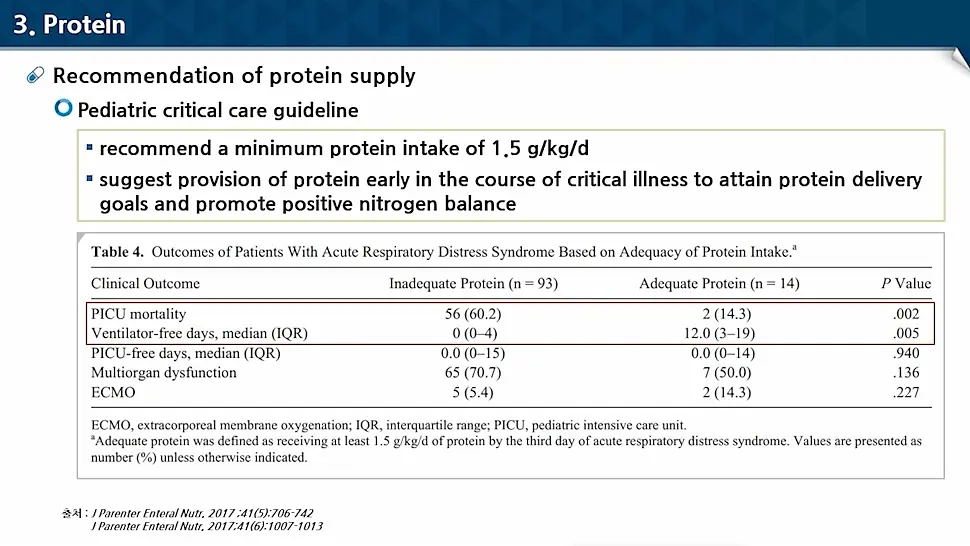 3. Protein
Recommendation of protein supply
Pediatric critical care guideline
recommend a minimum protein intake of 1.5 g/kg/d
suggest provision of protein early in the course of critical illness to attain protein delivery
goals and promote positive nitrogen balance
Table 4. Outcomes of Patients With Acute Respiratory Distress Syndrome Based on Adequacy of Protein Intake.a
Clinical Outcome Inadequate Protein (n = 93) Adequate Protein (n = 14) P Value
PICU mortality 56 (60.2) 2 (14.3) .002
Ventilator-free days, median (IQR) 0 (0–4) 12.0 (3–19) .005
PICU-free days, median (IQR) 0.0 (0–15) 0.0 (0–14) .940
Multiorgan dysfunction 65 (70.7) 7 (50.0) .136
ECMO 5 (5.4) 2 (14.3) .227
ECMO, extracorporeal membrane oxygenation; IQR, interquartile range; PICU, pediatric intensive care unit.
aAdequate protein was defined as receiving at least 1.5 g/kg/d of protein by the third day of acute respiratory distress syndrome. Values are presented as
number (%) unless otherwise indicated.
출처 : J Parenter Enteral Nutr. 2017 ;41(5):706-742
J Parenter Enteral Nutr. 2017;41(6):1007-1013